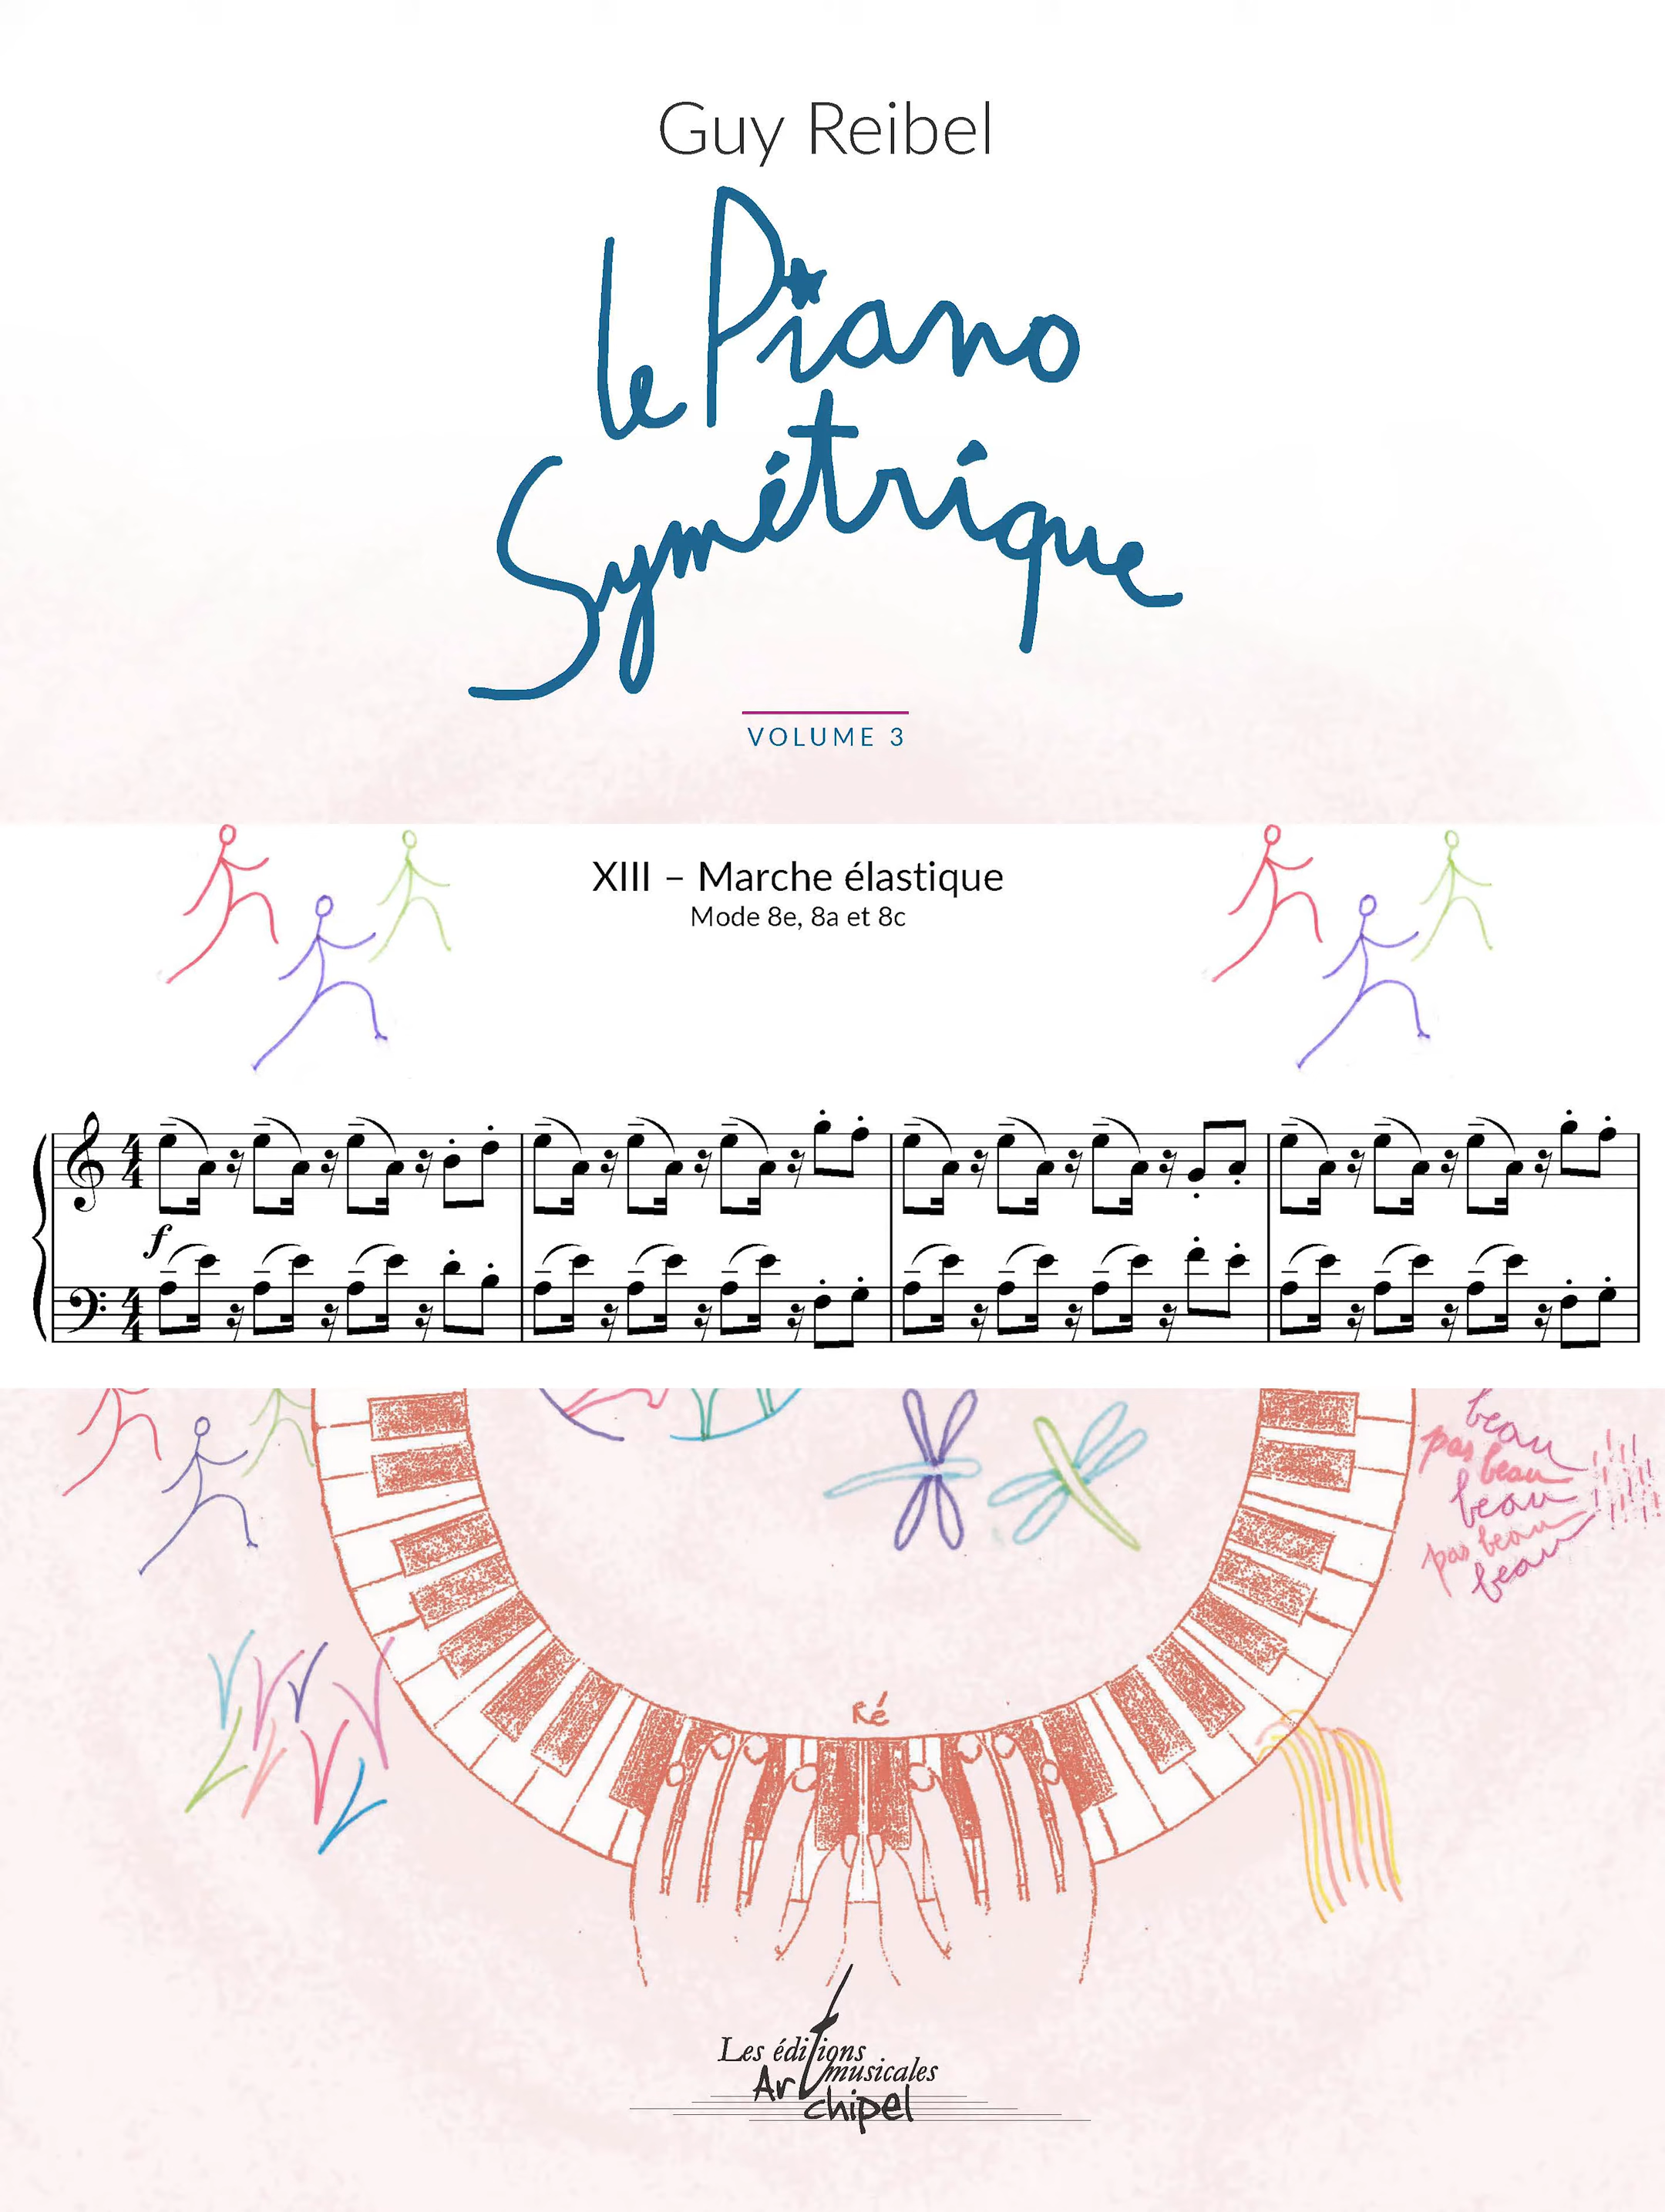 Guy Reibel
Le Piano
Symétrique
VOLUME 3
XIII – Marche élastique
Mode 8e, 8a et 8c
f
beau
pas beau
beau
pas beau
beau
!!!!!!!!!!
Ré
Les éditions
musicales
Artchipel